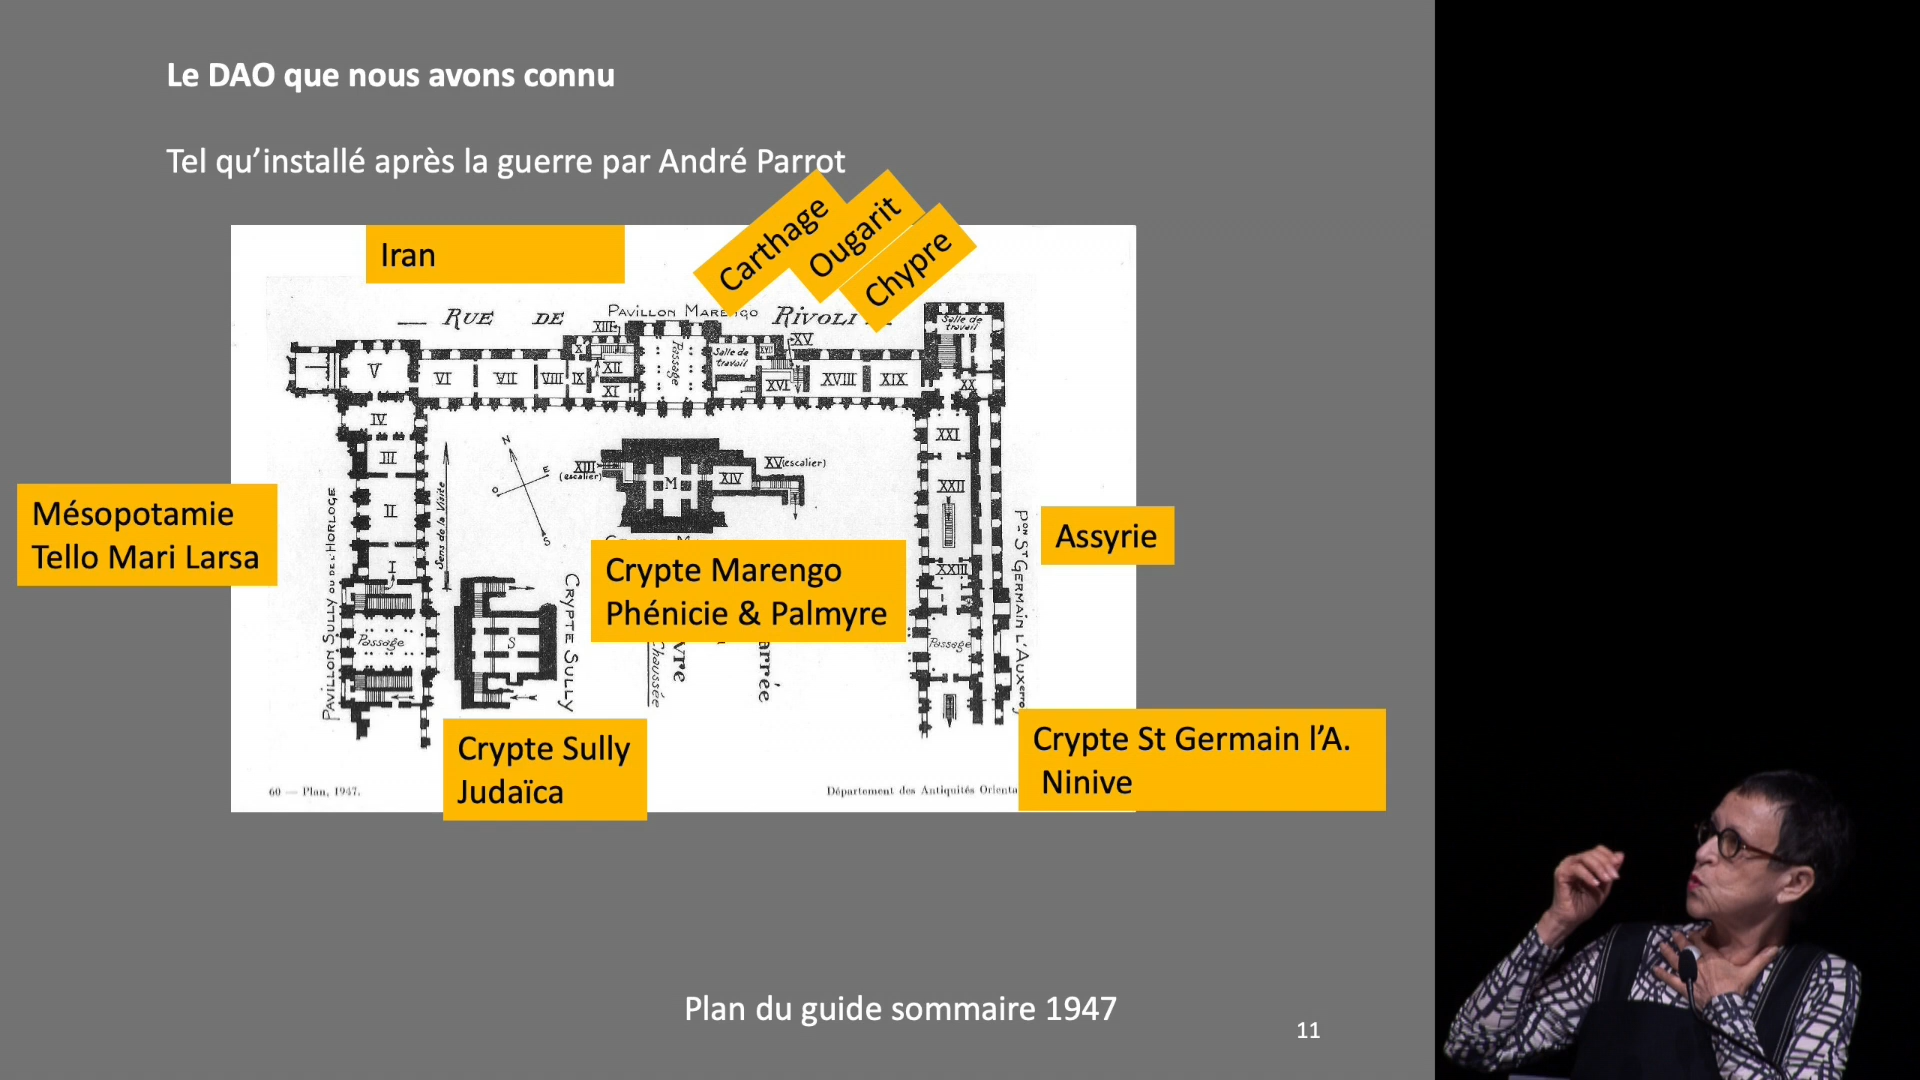 Le DAO que nous avons connu
Tel qu’installé après la guerre par André Parrot
Iran
Carthage
Ougarit
Chypre
RUE DE
PAVILLON MARENGO
RIVOLI
Salle de
travail
XIII
X
XII
XI
V
VI
VII
VIII
IX
Passage
Salle de
travail
XV
XVII
XVI
XVIII
XIX
XX
IV
III
II
I
XXI
XXII
XXIII
N
E
S
O
XIII
(escalier)
M
XIV
XV(escalier)
Sens de la Visite
PAVILLON SULLY OU DE L'HORLOGE
Mésopotamie
Tello Mari Larsa
Crypte Marengo
Phénicie & Palmyre
Assyrie
Pon ST GERMAIN L'AUXERROIS
CRYPTE SULLY
S
Passage
Passage
Chaussée
vre
arrée
Crypte Sully
Judaïca
Crypte St Germain l’A.
Ninive
60 — Plan, 1947.
Département des Antiquités Orienta
Plan du guide sommaire 1947
11